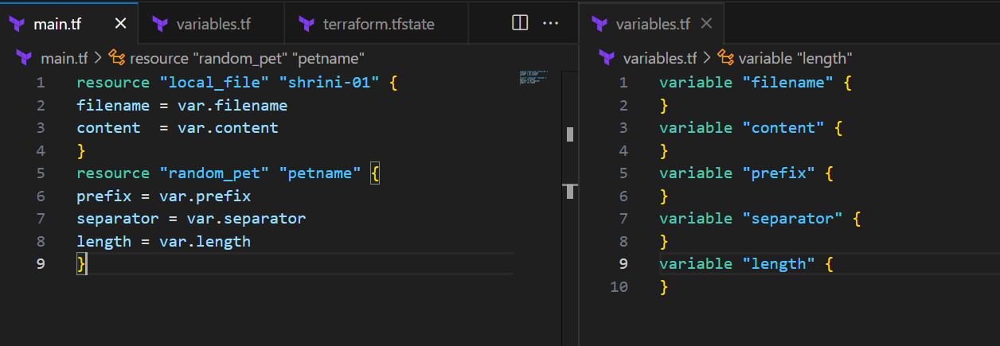 main.tf
variables.tf
terraform.tfstate
main.tf > resource "random_pet" "petname"
1 resource "local_file" "shrini-01" {
2 filename = var.filename
3 content  = var.content
4 }
5 resource "random_pet" "petname" {
6 prefix = var.prefix
7 separator = var.separator
8 length = var.length
9 }
variables.tf
variables.tf > variable "length"
1 variable "filename" {
2 }
3 variable "content" {
4 }
5 variable "prefix" {
6 }
7 variable "separator" {
8 }
9 variable "length" {
10 }